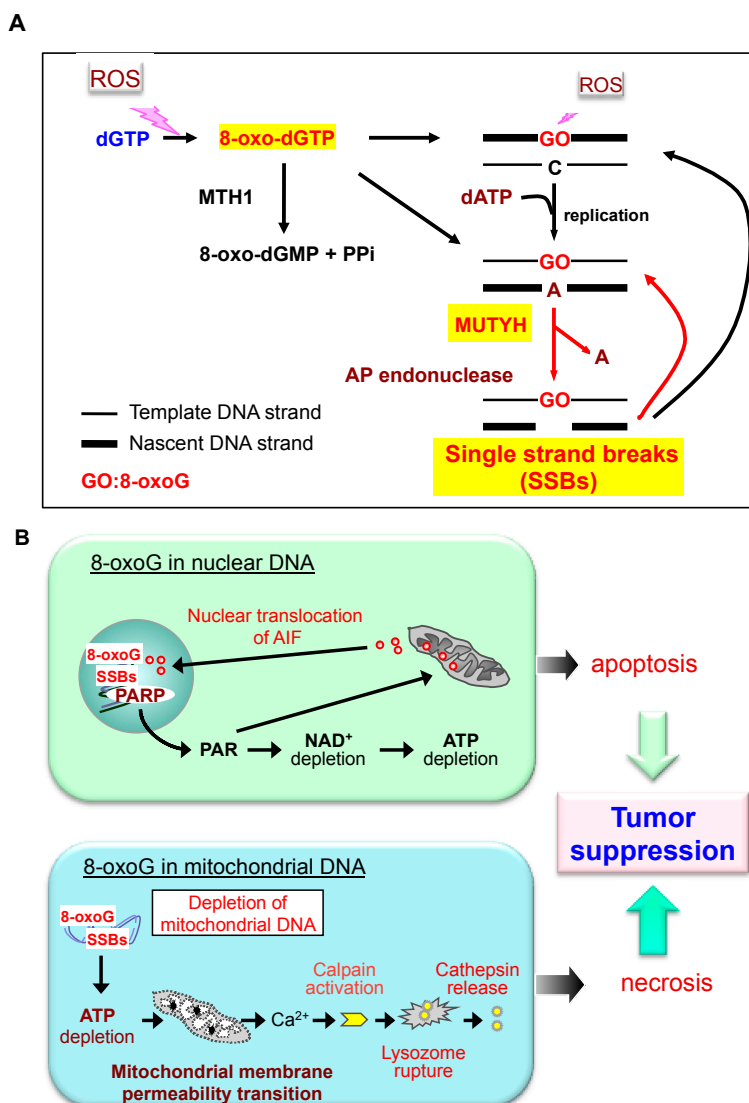 A
ROS
ROS
dGTP
8-oxo-dGTP
GO
C
MTH1
dATP
replication
8-oxo-dGMP + PPi
GO
A
MUTYH
A
AP endonuclease
GO
Template DNA strand
Nascent DNA strand
Single strand breaks
(SSBs)
GO:8-oxoG
B
8-oxoG in nuclear DNA
Nuclear translocation
of AIF
8-oxoG
SSBs
PARP
apoptosis
PAR
NAD+
depletion
ATP
depletion
Tumor
suppression
8-oxoG in mitochondrial DNA
Depletion of
mitochondrial DNA
8-oxoG
SSBs
Calpain
activation
Cathepsin
release
necrosis
ATP
depletion
Ca2+
Lysozome
rupture
Mitochondrial membrane
permeability transition